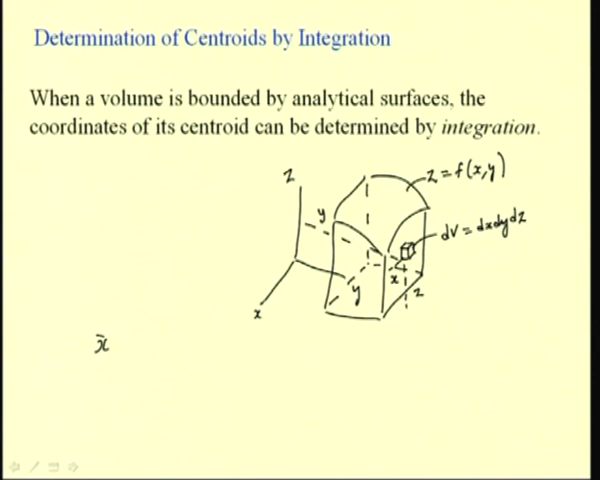 Determination of Centroids by Integration
When a volume is bounded by analytical surfaces, the
coordinates of its centroid can be determined by integration.
z
z = f(x,y)
y
dV = dxdydz
x
y
z
x
x̄